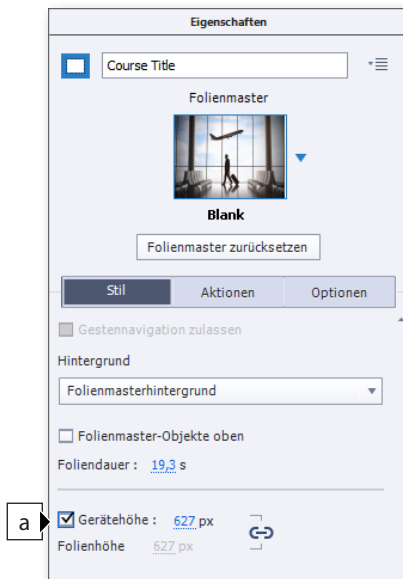 Eigenschaften
Course Title
Folienmaster
Blank
Folienmaster zurücksetzen
Stil Aktionen Optionen
Gestennavigation zulassen
Hintergrund
Folienmasterhintergrund
Folienmaster-Objekte oben
Foliendauer : 19,3 s
a Gerätehöhe : 627 px
Folienhöhe 627 px